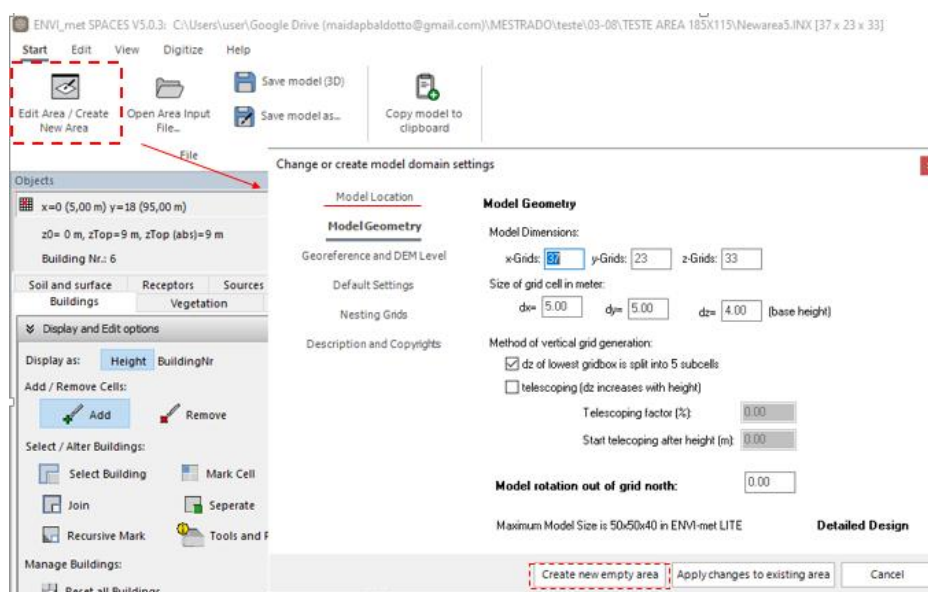 ENVI_met SPACES V5.0.3: C:\Users\user\Google Drive (maidapbaldotto@gmail.com)\MESTRADO\teste\03-08\TESTE AREA 185X115\Newarea5.INX [37 x 23 x 33]
Start Edit View Digitize Help
Edit Area / Create New Area
Open Area Input File...
Save model (3D)
Save model as...
Copy model to clipboard
File
Objects
x=0 (5,00 m) y=18 (95,00 m)
z0= 0 m, zTop=9 m, zTop (abs)=9 m
Building Nr.: 6
Soil and surface Receptors Sources
Buildings Vegetation
Display and Edit options
Display as: Height BuildingNr
Add / Remove Cells:
Add Remove
Select / Alter Buildings:
Select Building Mark Cell
Join Seperate
Recursive Mark Tools and
Manage Buildings:
Reset all Buildings
Change or create model domain settings
Model Location
Model Geometry
Georeference and DEM Level
Default Settings
Nesting Grids
Description and Copyrights
Model Geometry
Model Dimensions:
x-Grids: 37 y-Grids: 23 z-Grids: 33
Size of grid cell in meter:
dx= 5.00 dy= 5.00 dz= 4.00 (base height)
Method of vertical grid generation:
dz of lowest gridbox is split into 5 subcells
telescoping (dz increases with height)
Telescoping factor (%): 0.00
Start telecoping after height (m): 0.00
Model rotation out of grid north: 0.00
Maximum Model Size is 50x50x40 in ENVI-met LITE Detailed Design
Create new empty area Apply changes to existing area Cancel